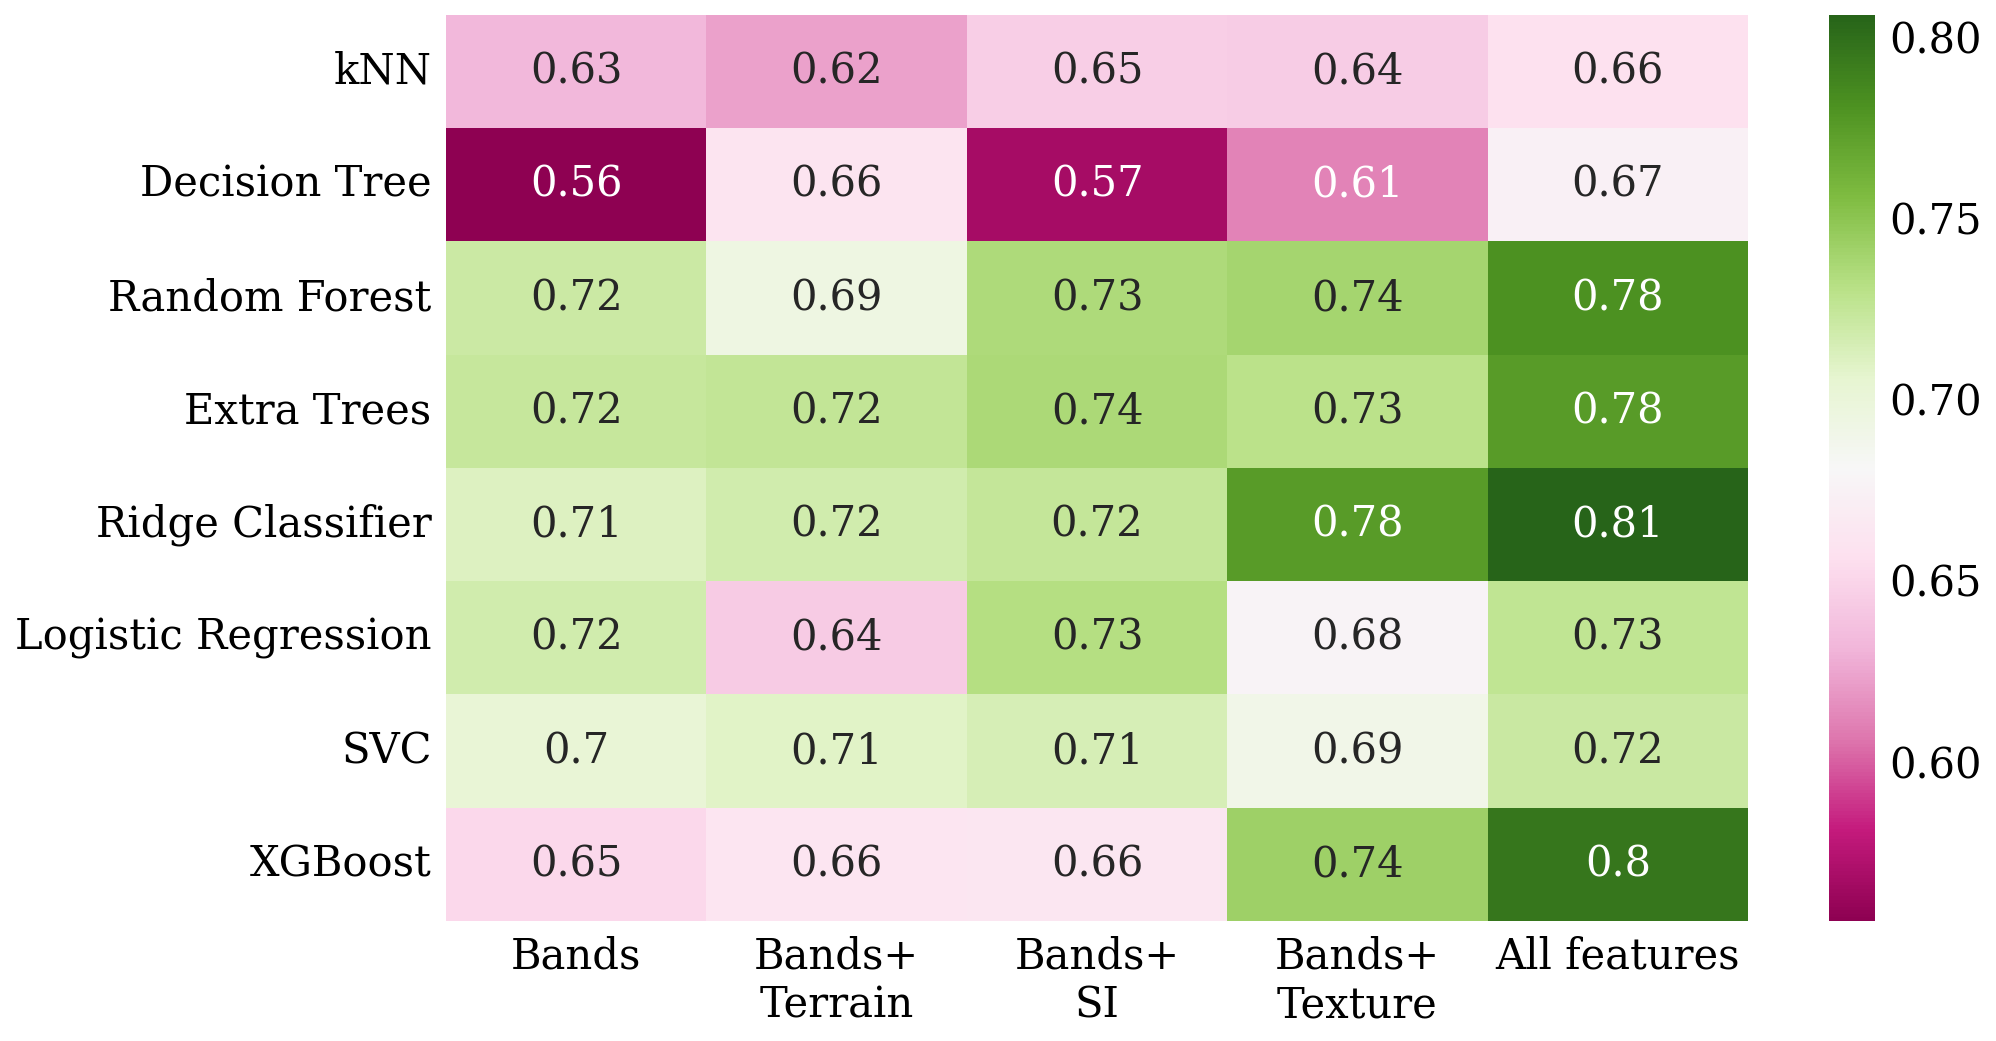 kNN 0.63 0.62 0.65 0.64 0.66
Decision Tree 0.56 0.66 0.57 0.61 0.67
Random Forest 0.72 0.69 0.73 0.74 0.78
Extra Trees 0.72 0.72 0.74 0.73 0.78
Ridge Classifier 0.71 0.72 0.72 0.78 0.81
Logistic Regression 0.72 0.64 0.73 0.68 0.73
SVC 0.7 0.71 0.71 0.69 0.72
XGBoost 0.65 0.66 0.66 0.74 0.8
Bands Bands+ Bands+ Bands+ All features
Terrain SI Texture
0.80
0.75
0.70
0.65
0.60